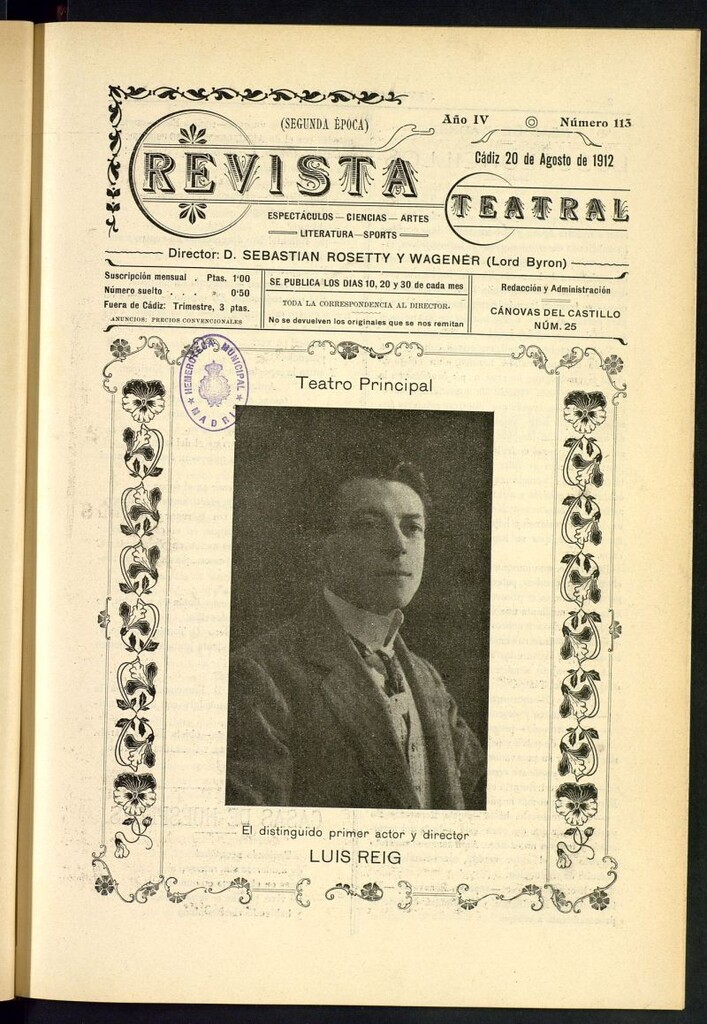 (SEGUNDA ÉPOCA)
REVISTA
ESPECTÁCULOS — CIENCIAS — ARTES
LITERATURA — SPORTS
Año IV Número 113
Cádiz 20 de Agosto de 1912
TEATRAL
Director: D. SEBASTIAN ROSETTY Y WAGENER (Lord Byron)
Suscripción mensual . Ptas. 1'00
Número suelto . . . » 0'50
Fuera de Cádiz: Trimestre, 3 ptas.
ANUNCIOS: PRECIOS CONVENCIONALES
SE PUBLICA LOS DIAS 10, 20 y 30 de cada mes
TODA LA CORRESPONDENCIA AL DIRECTOR.
No se devuelven los originales que se nos remitan
Redacción y Administración
CÁNOVAS DEL CASTILLO
NÚM. 25
HEMEROTECA MUNICIPAL
MADRID
Teatro Principal
El distinguido primer actor y director
LUIS REIG